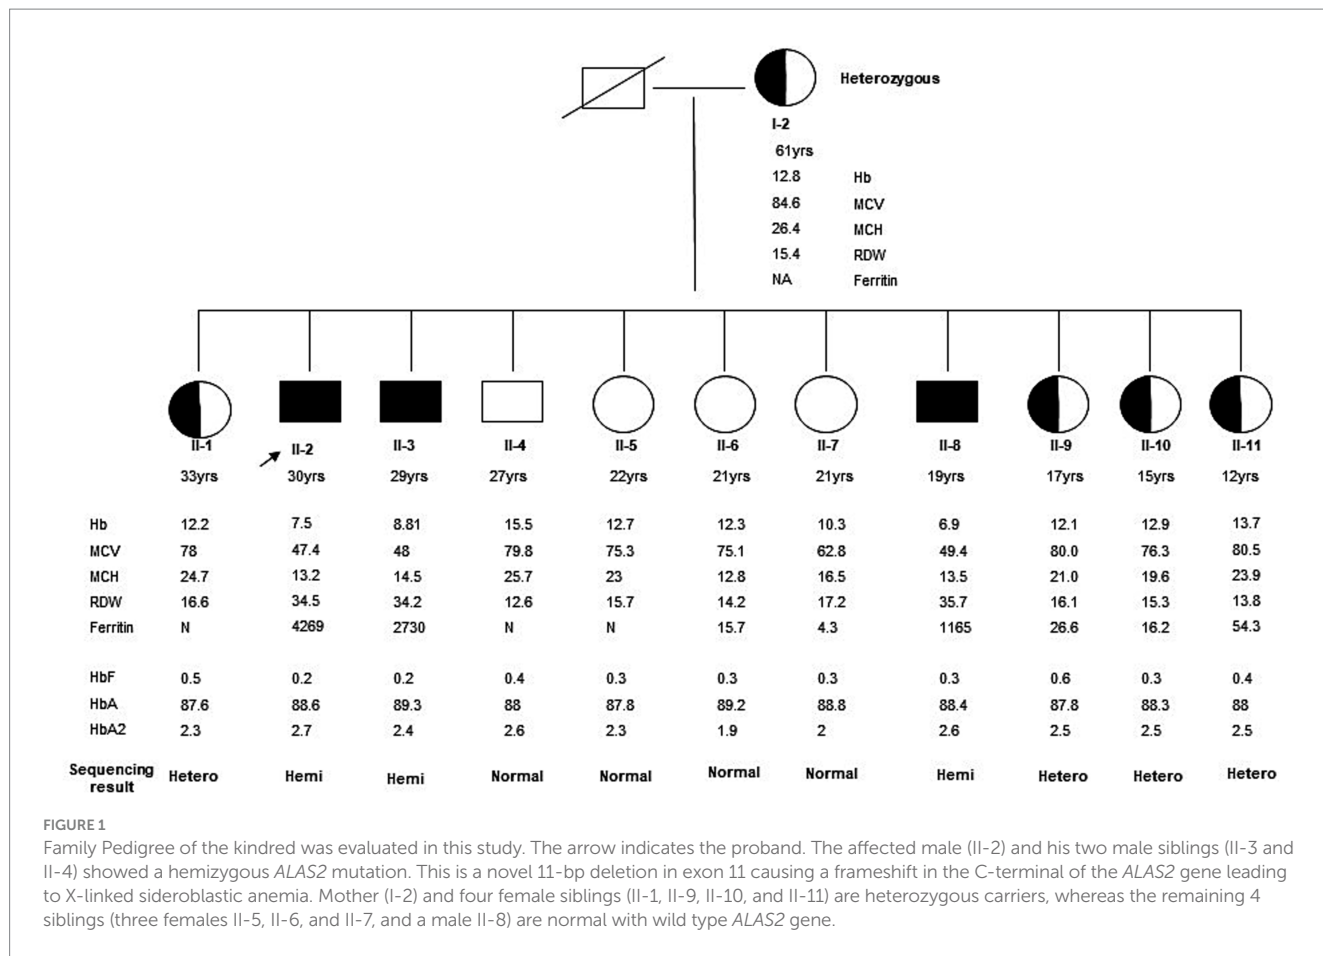 Heterozygous
I-2
61yrs
12.8 Hb
84.6 MCV
26.4 MCH
15.4 RDW
NA Ferritin
II-1 II-2 II-3 II-4 II-5 II-6 II-7 II-8 II-9 II-10 II-11
33yrs 30yrs 29yrs 27yrs 22yrs 21yrs 21yrs 19yrs 17yrs 15yrs 12yrs
Hb 12.2 7.5 8.81 15.5 12.7 12.3 10.3 6.9 12.1 12.9 13.7
MCV 78 47.4 48 79.8 75.3 75.1 62.8 49.4 80.0 76.3 80.5
MCH 24.7 13.2 14.5 25.7 23 12.8 16.5 13.5 21.0 19.6 23.9
RDW 16.6 34.5 34.2 12.6 15.7 14.2 17.2 35.7 16.1 15.3 13.8
Ferritin N 4269 2730 N N 15.7 4.3 1165 26.6 16.2 54.3
HbF 0.5 0.2 0.2 0.4 0.3 0.3 0.3 0.3 0.6 0.3 0.4
HbA 87.6 88.6 89.3 88 87.8 89.2 88.8 88.4 87.8 88.3 88
HbA2 2.3 2.7 2.4 2.6 2.3 1.9 2 2.6 2.5 2.5 2.5
Sequencing
result Hetero Hemi Hemi Normal Normal Normal Normal Hemi Hetero Hetero Hetero
FIGURE 1
Family Pedigree of the kindred was evaluated in this study. The arrow indicates the proband. The affected male (II-2) and his two male siblings (II-3 and
II-4) showed a hemizygous ALAS2 mutation. This is a novel 11-bp deletion in exon 11 causing a frameshift in the C-terminal of the ALAS2 gene leading
to X-linked sideroblastic anemia. Mother (I-2) and four female siblings (II-1, II-9, II-10, and II-11) are heterozygous carriers, whereas the remaining 4
siblings (three females II-5, II-6, and II-7, and a male II-8) are normal with wild type ALAS2 gene.